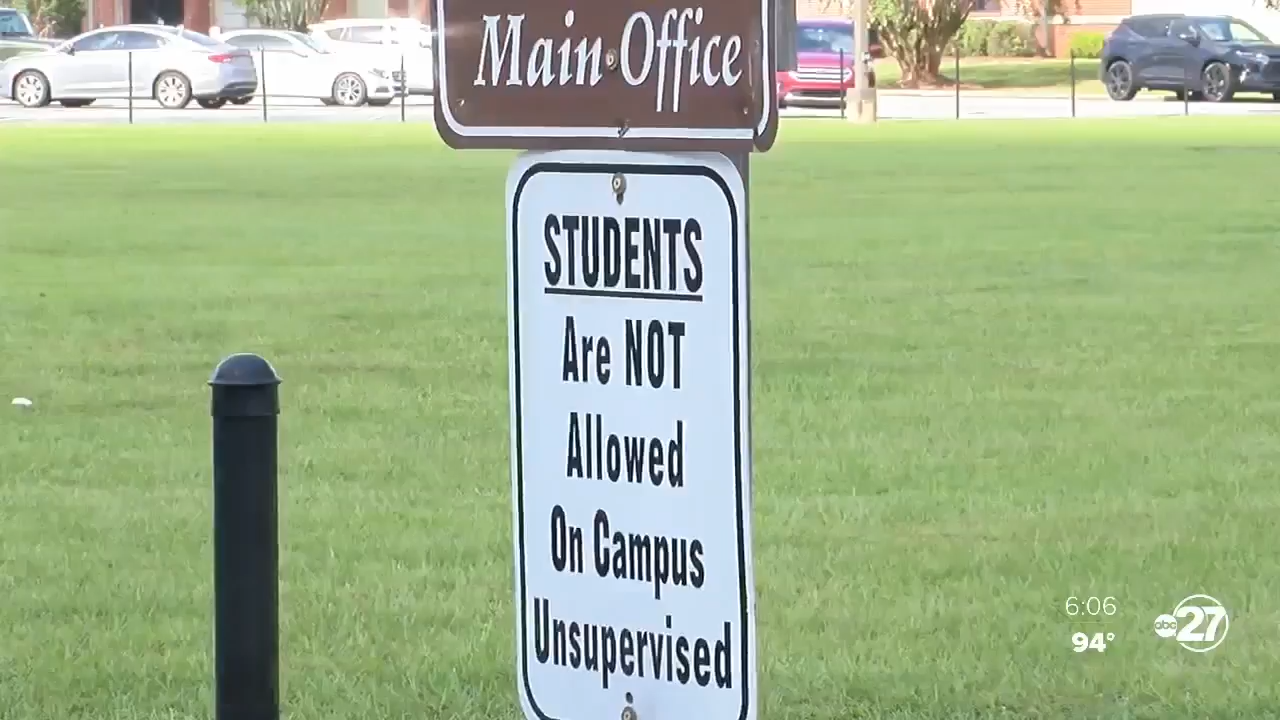 Main Office
STUDENTS
Are NOT
Allowed
On Campus
Unsupervised
6:06
94°
abc 27